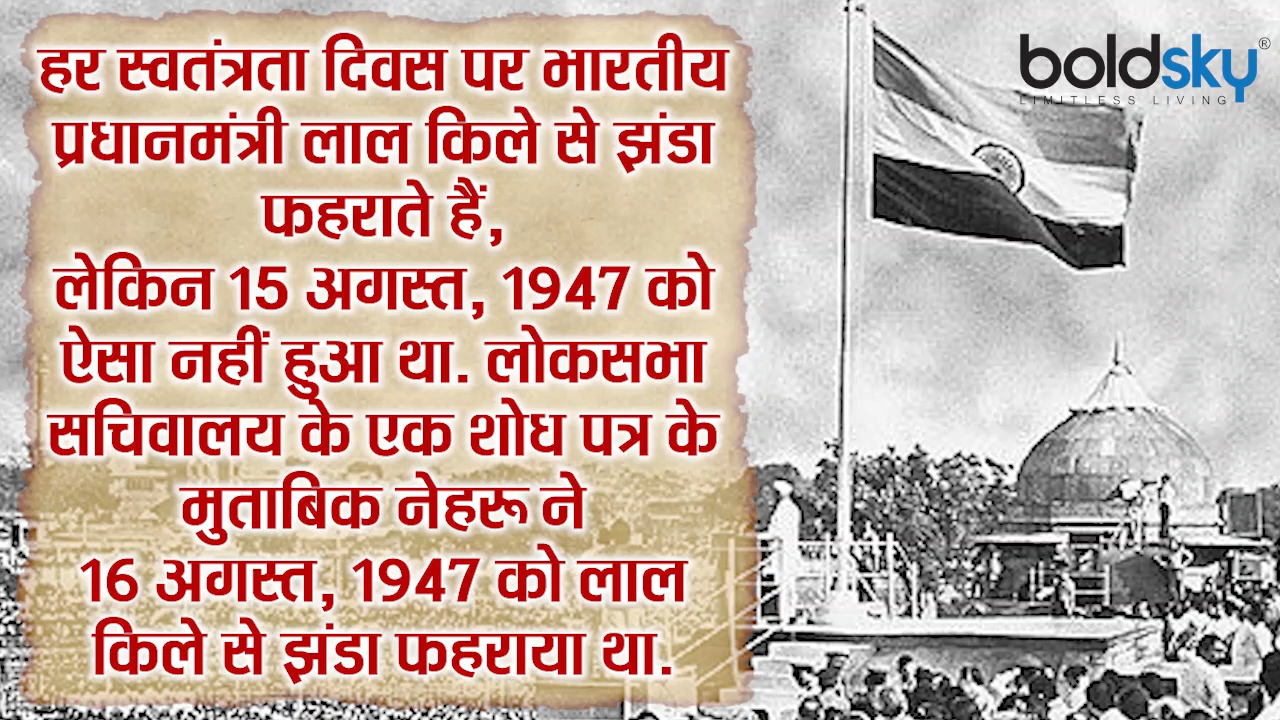 हर स्वतंत्रता दिवस पर भारतीय
प्रधानमंत्री लाल किले से झंडा
फहराते हैं,
लेकिन 15 अगस्त, 1947 को
ऐसा नहीं हुआ था. लोकसभा
सचिवालय के एक शोध पत्र के
मुताबिक नेहरू ने
16 अगस्त, 1947 को लाल
किले से झंडा फहराया था.
boldsky®
LIMITLESS LIVING